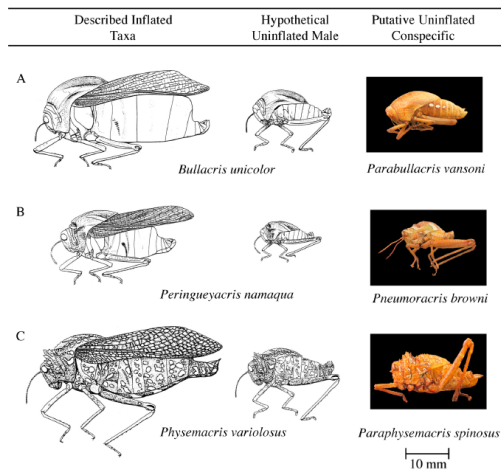 Described Inflated Hypothetical Putative Uninflated
Taxa Uninflated Male Conspecific
A
Bullacris unicolor Parabullacris vansoni
B
Peringueyacris namaqua Pneumoracris browni
C
Physemacris variolosus Paraphysemacris spinosus
10 mm